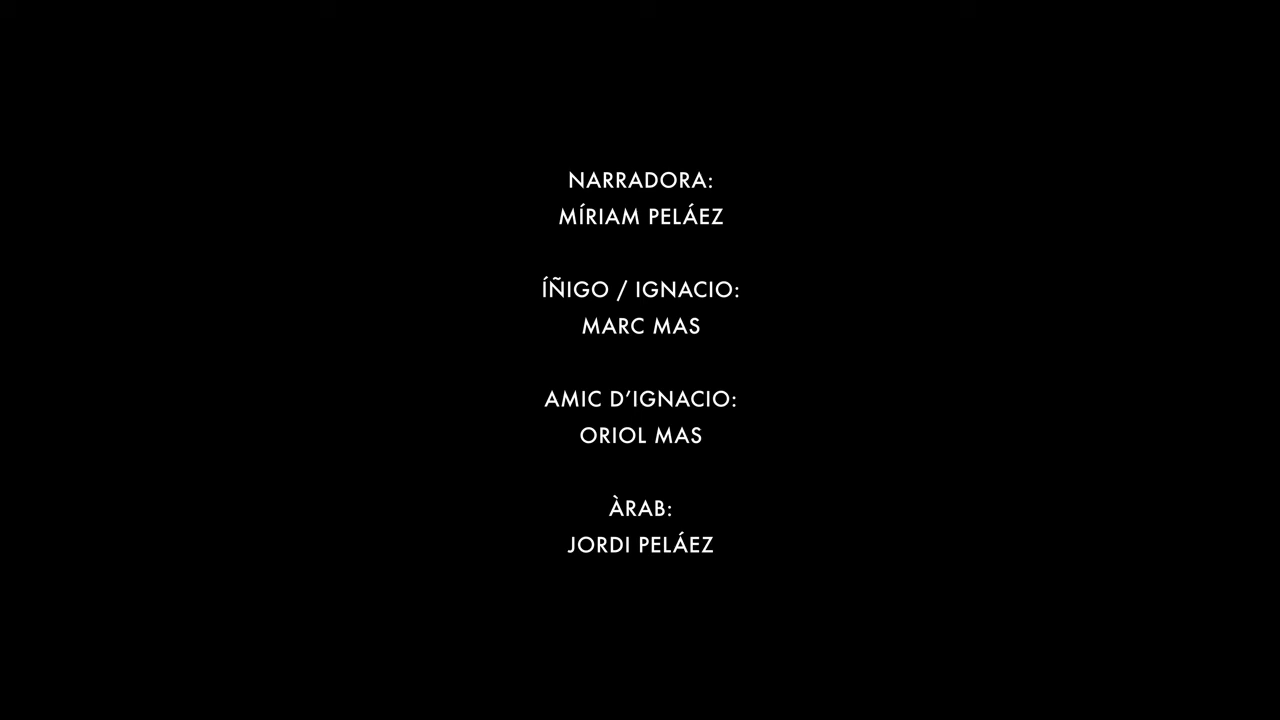 NARRADORA:
MÍRIAM PELÁEZ
ÍÑIGO / IGNACIO:
MARC MAS
AMIC D’IGNACIO:
ORIOL MAS
ÀRAB:
JORDI PELÁEZ